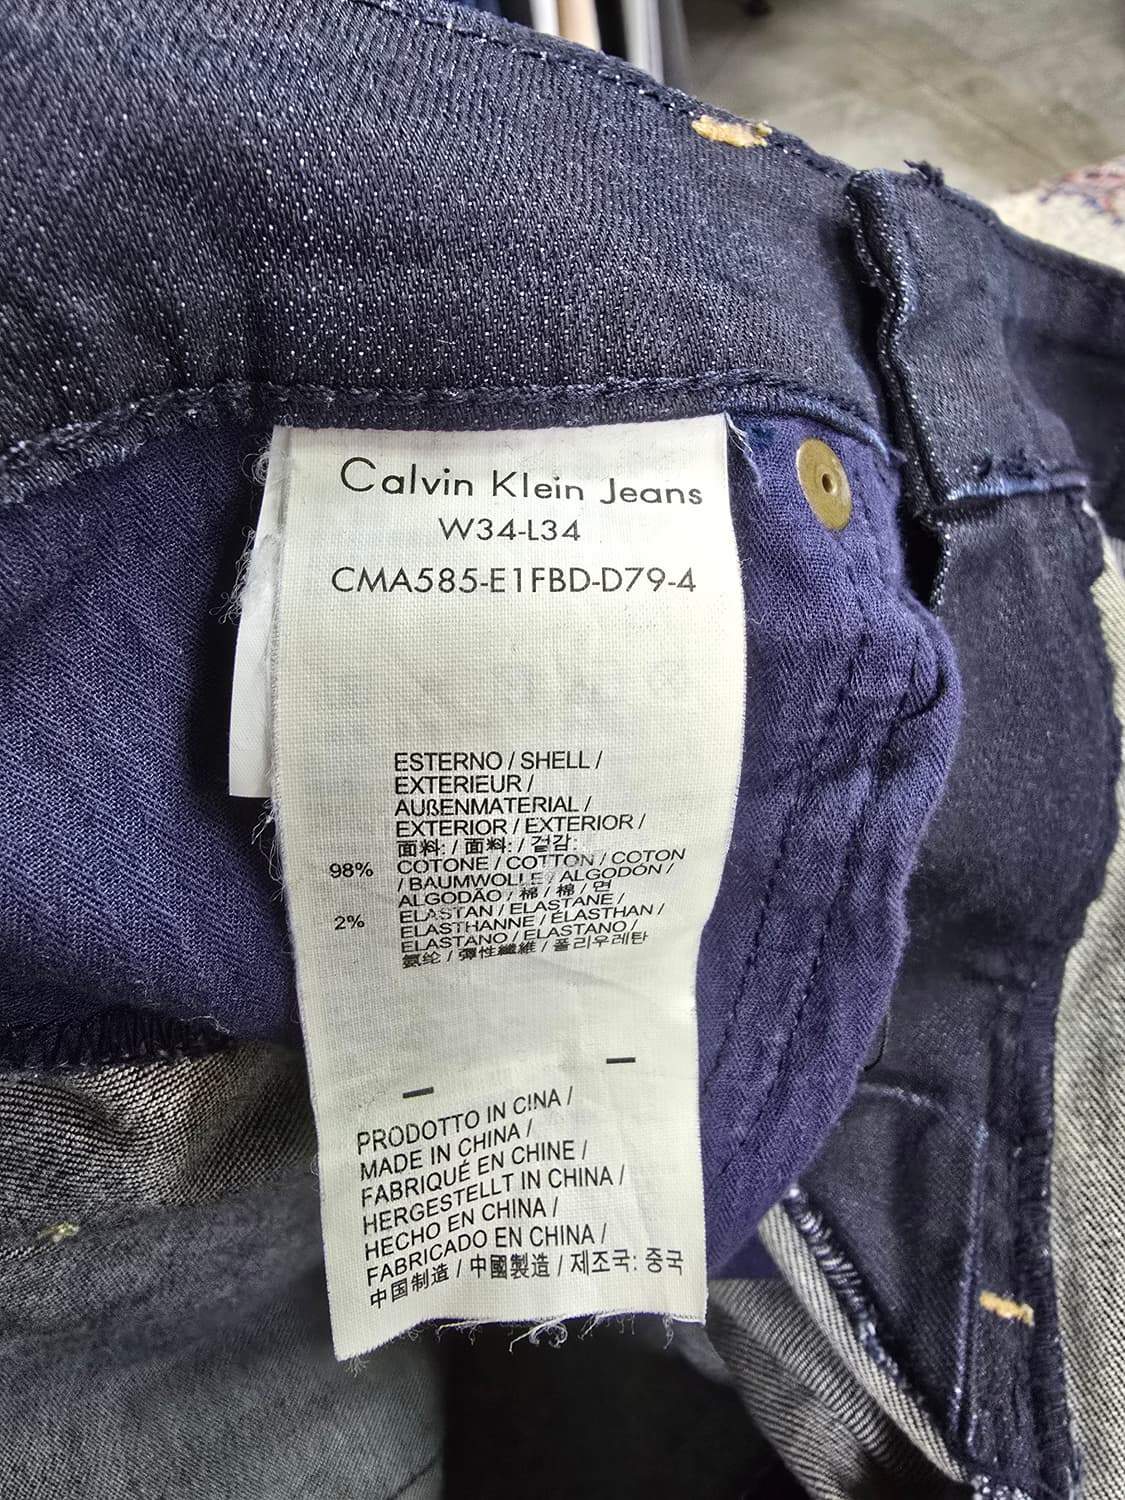 Calvin Klein Jeans
W34-L34
CMA585-E1FBD-D79-4
ESTERNO / SHELL /
EXTERIEUR /
AUßENMATERIAL /
EXTERIOR / EXTERIOR /
面料: / 面料: / 겉감:
98% COTONE / COTTON / COTON
/ BAUMWOLLE / ALGODÓN /
ALGODÃO / 棉 / 棉 / 면
2% ELASTAN / ELASTANE /
ELASTHANNE / ELASTHAN /
ELASTANO / ELASTANO /
氨纶 / 彈性纖維 / 폴리우레탄
PRODOTTO IN CINA /
MADE IN CHINA /
FABRIQUÉ EN CHINE /
HERGESTELLT IN CHINA /
HECHO EN CHINA /
FABRICADO EN CHINA /
中国制造 / 中國製造 / 제조국: 중국